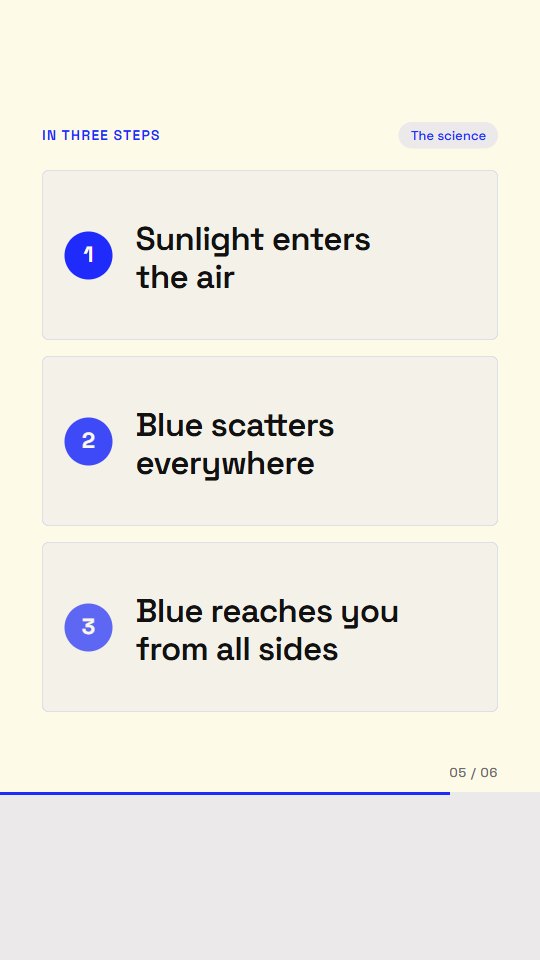 IN THREE STEPS
The science
1
Sunlight enters
the air
2
Blue scatters
everywhere
3
Blue reaches you
from all sides
05 / 06